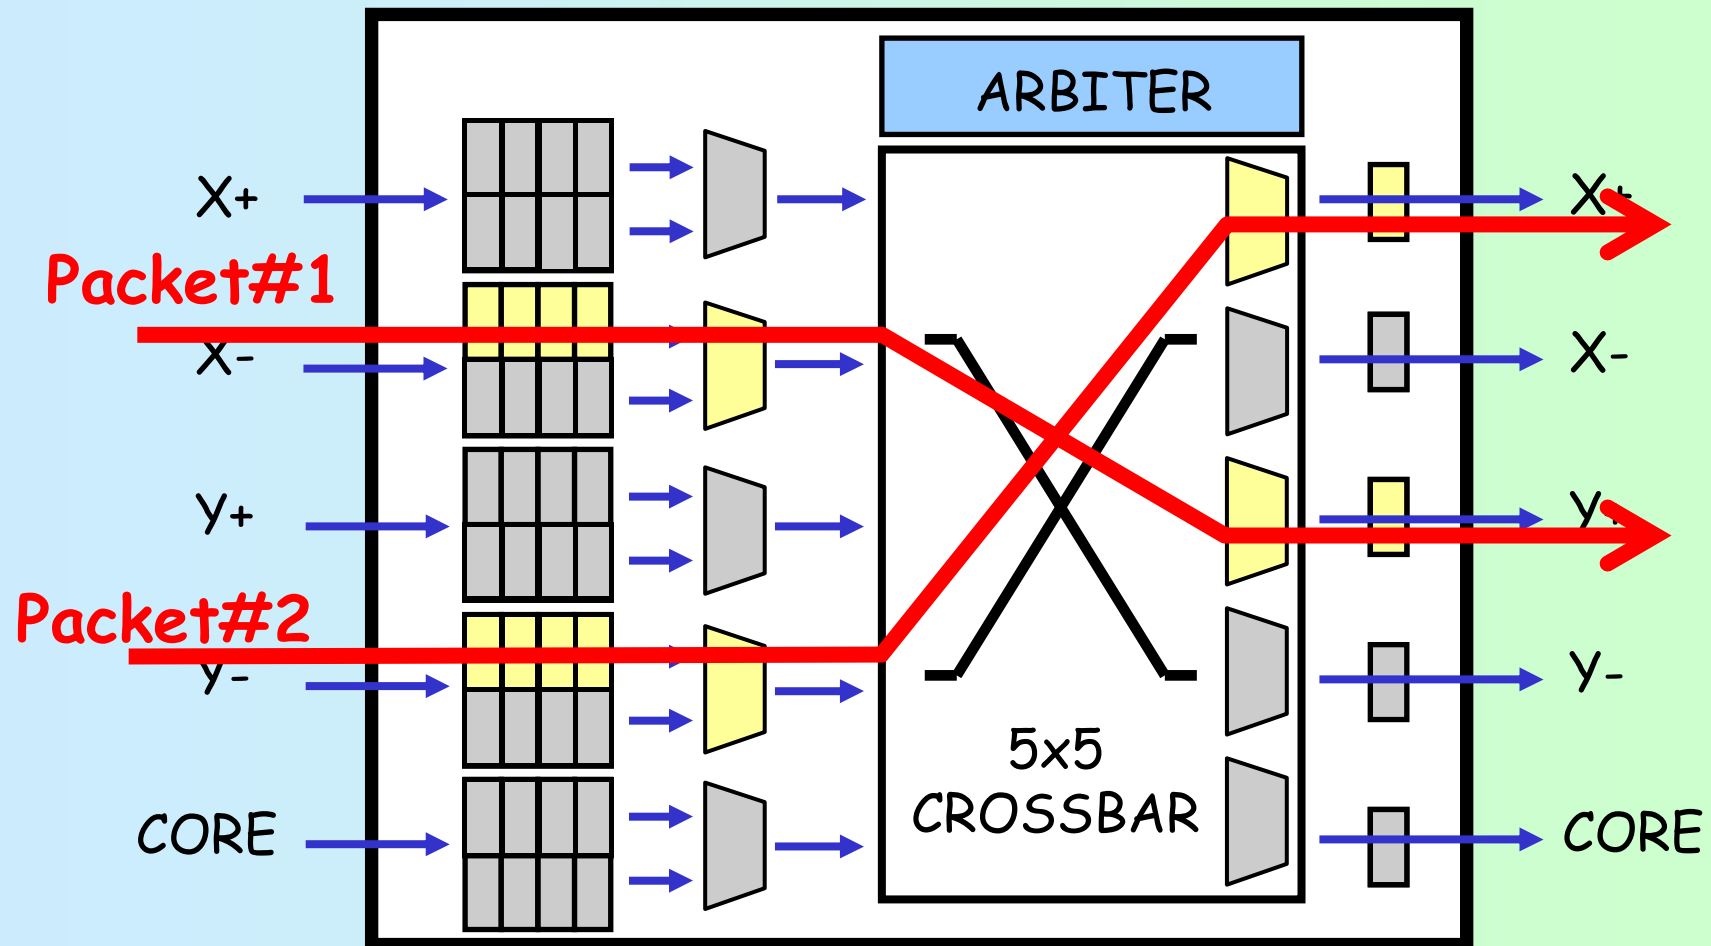 ARBITER
X+
Packet#1
X-
Y+
Packet#2
Y-
CORE
5x5
CROSSBAR
X+
X-
Y+
Y-
CORE